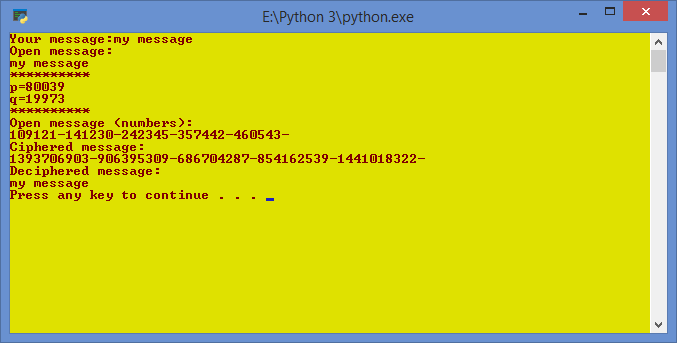 E:\Python 3\python.exe
Your message:my message
Open message:
my message
**********
p=80039
q=19973
**********
Open message (numbers):
109121-141230-242345-357442-460543-
Ciphered message:
1393706903-906395309-686704287-854162539-1441018322-
Deciphered message:
my message
Press any key to continue . . .